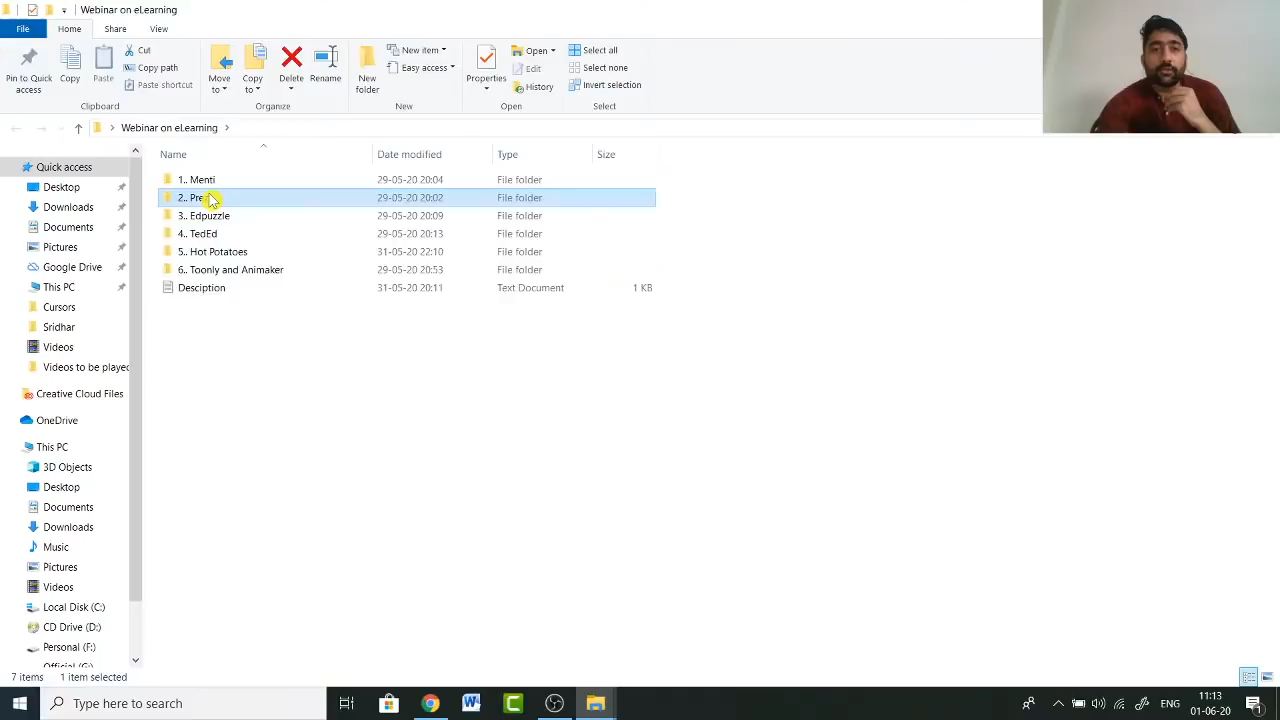 Webinar on eLearning
File Home Share View
Pin to Quick access
Copy
Paste
Cut
Copy path
Paste shortcut
Clipboard
Move to
Copy to
Delete
Rename
Organize
New folder
New item
Easy access
New
Properties
Open
Edit
History
Open
Select all
Select none
Invert selection
Select
Webinar on eLearning
Name Date modified Type Size
1.. Menti 29-05-20 20:04 File folder
2.. 29-05-20 20:02 File folder
3.. Edpuzzle 29-05-20 20:09 File folder
4.. TedEd 29-05-20 20:13 File folder
5.. Hot Potatoes 31-05-20 22:10 File folder
6.. Toonly and Animaker 29-05-20 20:53 File folder
Desciption 31-05-20 20:11 Text Document 1 KB
Quick access
Desktop
Downloads
Documents
Pictures
Google Drive
This PC
Cursors
Sridhar
Videos
Videos to be played
Creative Cloud Files
OneDrive
This PC
3D Objects
Desktop
Documents
Downloads
Music
Pictures
Videos
Local Disk (C:)
CD Drive (D:)
Personal (F:)
7 items 1 item selected
Type here to search
ENG
11:13
01-06-20